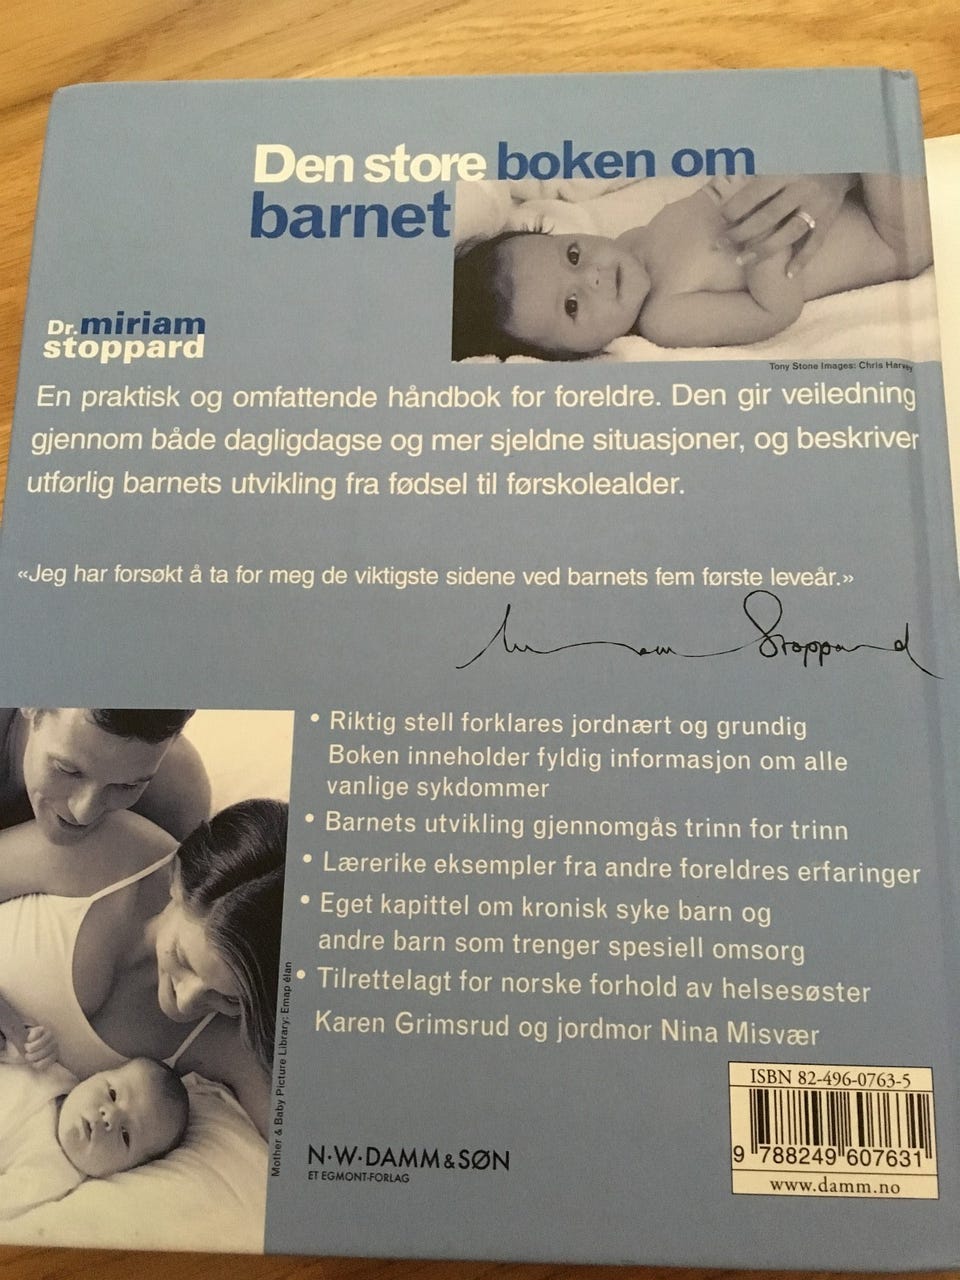 Den store boken om
barnet
Dr. miriam
stoppard
Tony Stone Images: Chris Harvey
En praktisk og omfattende håndbok for foreldre. Den gir veiledning
gjennom både dagligdagse og mer sjeldne situasjoner, og beskriver
utførlig barnets utvikling fra fødsel til førskolealder.
«Jeg har forsøkt å ta for meg de viktigste sidene ved barnets fem første leveår.»
Miriam Stoppard
• Riktig stell forklares jordnært og grundig
Boken inneholder fyldig informasjon om alle
vanlige sykdommer
• Barnets utvikling gjennomgås trinn for trinn
• Lærerike eksempler fra andre foreldres erfaringer
• Eget kapittel om kronisk syke barn og
andre barn som trenger spesiell omsorg
• Tilrettelagt for norske forhold av helsesøster
Karen Grimsrud og jordmor Nina Misvær
Mother & Baby Picture Library: Emap élan
N·W·DAMM & SØN
ET EGMONT-FORLAG
ISBN 82-496-0763-5
9 788249 607631
www.damm.no